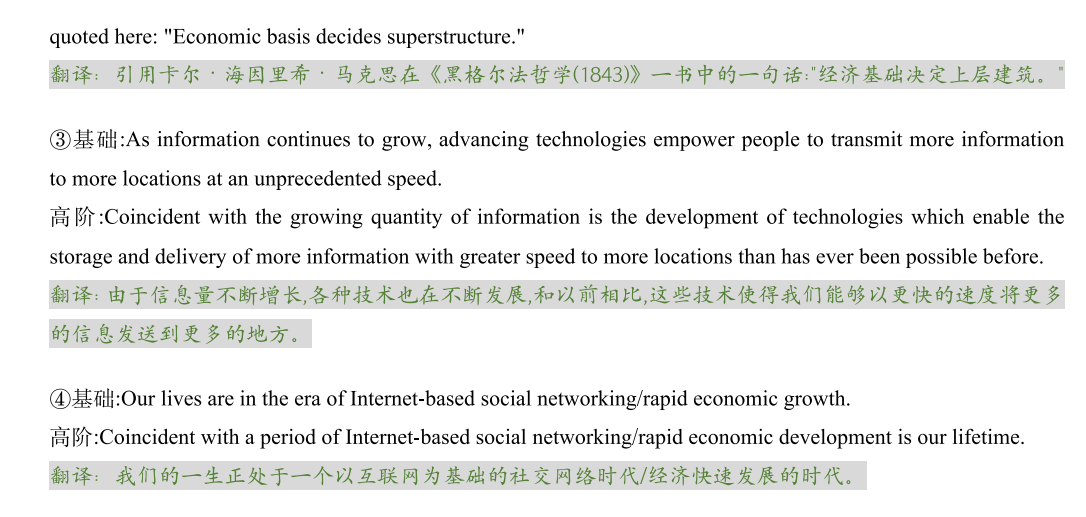 quoted here: "Economic basis decides superstructure."
翻译: 引用卡尔·海因里希·马克思在《黑格尔法哲学(1843)》一书中的一句话:"经济基础决定上层建筑。"
③基础:As information continues to grow, advancing technologies empower people to transmit more information
to more locations at an unprecedented speed.
高阶:Coincident with the growing quantity of information is the development of technologies which enable the
storage and delivery of more information with greater speed to more locations than has ever been possible before.
翻译: 由于信息量不断增长,各种技术也在不断发展,和以前相比,这些技术使得我们能够以更快的速度将更多
的信息发送到更多的地方。
④基础:Our lives are in the era of Internet-based social networking/rapid economic growth.
高阶:Coincident with a period of Internet-based social networking/rapid economic development is our lifetime.
翻译: 我们的一生正处于一个以互联网为基础的社交网络时代/经济快速发展的时代。